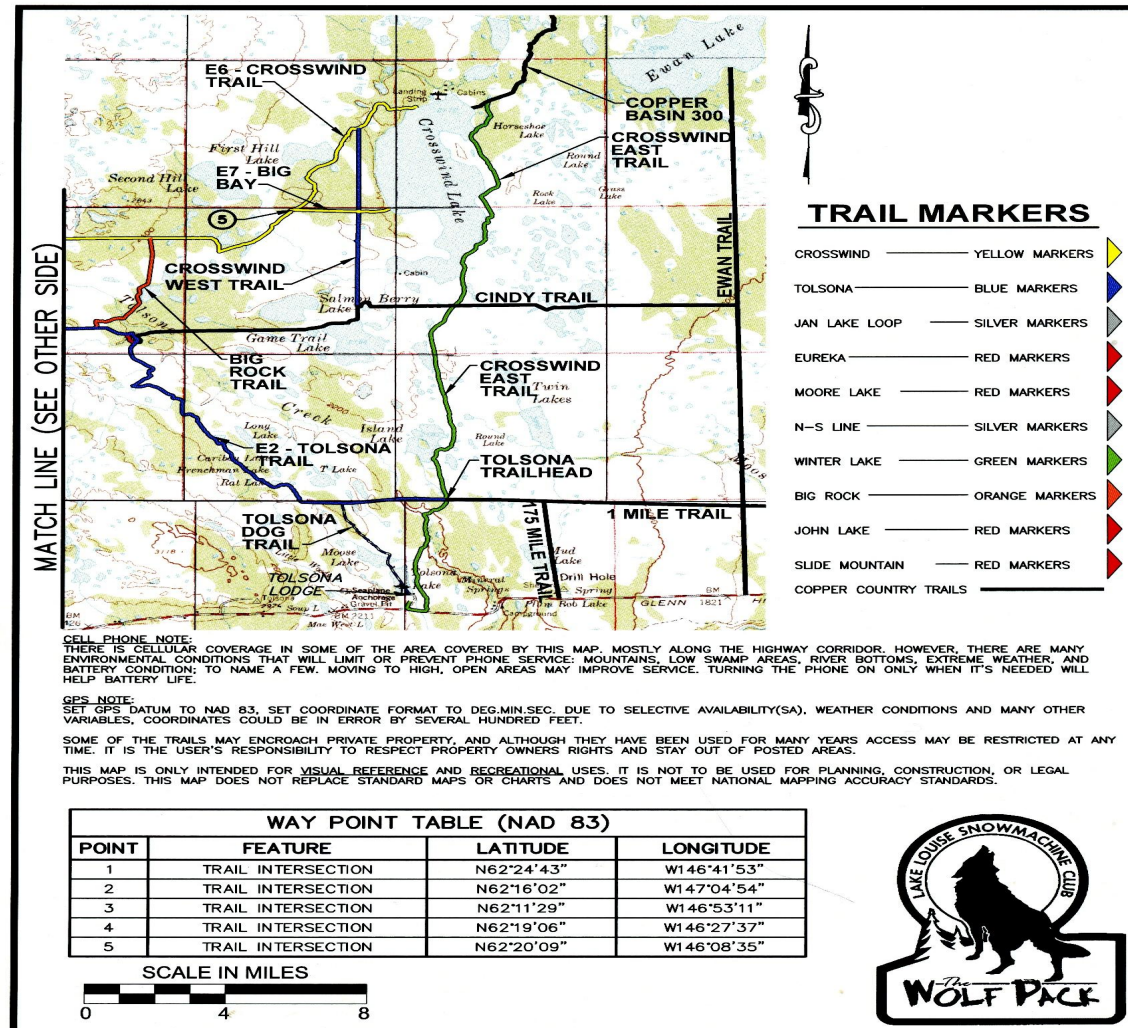 Ewan Lake
E6 - CROSSWIND
TRAIL
Landing
Strip
Cabins
COPPER
BASIN 300
Horseshoe
Lake
CROSSWIND
EAST
TRAIL
First Hill
Lake
Crosswind Lake
Round
Lake
E7 - BIG
BAY
Second Hill
Lake
Rock
Lake
Grass
Lake
5
EWAN TRAIL
CROSSWIND
WEST TRAIL
Cabin
Salmon Berry
Lake
CINDY TRAIL
Tolsona
Game Trail
Lake
BIG
ROCK
TRAIL
CROSSWIND
EAST
TRAIL
Twin
Lakes
Creek
Island
Lake
Long
Lake
Round
Lake
E2 - TOLSONA
TRAIL
Caribou Lake
Frenchman Lake
T Lake
Rat Lake
TOLSONA
TRAILHEAD
1 MILE TRAIL
175 MILE TRAIL
TOLSONA
DOG
TRAIL
Moose
Lake
Mud
Lake
TOLSONA
LODGE
Tolsona
Lake
Mineral
Springs
Drill Hole
Spring
Seaplane
Anchorage
Gravel Pit
Soup L
Mae West L
BM 2211
Campground
Plum Rob Lake
GLENN
1821
BM
MATCH LINE (SEE OTHER SIDE)
TRAIL MARKERS
CROSSWIND YELLOW MARKERS
TOLSONA BLUE MARKERS
JAN LAKE LOOP SILVER MARKERS
EUREKA RED MARKERS
MOORE LAKE RED MARKERS
N-S LINE SILVER MARKERS
WINTER LAKE GREEN MARKERS
BIG ROCK ORANGE MARKERS
JOHN LAKE RED MARKERS
SLIDE MOUNTAIN RED MARKERS
COPPER COUNTRY TRAILS
CELL PHONE NOTE:
THERE IS CELLULAR COVERAGE IN SOME OF THE AREA COVERED BY THIS MAP. MOSTLY ALONG THE HIGHWAY CORRIDOR. HOWEVER, THERE ARE MANY
ENVIRONMENTAL CONDITIONS THAT WILL LIMIT OR PREVENT PHONE SERVICE: MOUNTAINS, LOW SWAMP AREAS, RIVER BOTTOMS, EXTREME WEATHER, AND
BATTERY CONDITION; TO NAME A FEW. MOVING TO HIGH, OPEN AREAS MAY IMPROVE SERVICE. TURNING THE PHONE ON ONLY WHEN IT'S NEEDED WILL
HELP BATTERY LIFE.
GPS NOTE:
SET GPS DATUM TO NAD 83, SET COORDINATE FORMAT TO DEG.MIN.SEC. DUE TO SELECTIVE AVAILABILITY(SA), WEATHER CONDITIONS AND MANY OTHER
VARIABLES, COORDINATES COULD BE IN ERROR BY SEVERAL HUNDRED FEET.
SOME OF THE TRAILS MAY ENCROACH PRIVATE PROPERTY, AND ALTHOUGH THEY HAVE BEEN USED FOR MANY YEARS ACCESS MAY BE RESTRICTED AT ANY
TIME. IT IS THE USER'S RESPONSIBILITY TO RESPECT PROPERTY OWNERS RIGHTS AND STAY OUT OF POSTED AREAS.
THIS MAP IS ONLY INTENDED FOR VISUAL REFERENCE AND RECREATIONAL USES. IT IS NOT TO BE USED FOR PLANNING, CONSTRUCTION, OR LEGAL
PURPOSES. THIS MAP DOES NOT REPLACE STANDARD MAPS OR CHARTS AND DOES NOT MEET NATIONAL MAPPING ACCURACY STANDARDS.
WAY POINT TABLE (NAD 83)
POINT FEATURE LATITUDE LONGITUDE
1 TRAIL INTERSECTION N62°24'43" W146°41'53"
2 TRAIL INTERSECTION N62°16'02" W147°04'54"
3 TRAIL INTERSECTION N62°11'29" W146°53'11"
4 TRAIL INTERSECTION N62°19'06" W146°27'37"
5 TRAIL INTERSECTION N62°20'09" W146°08'35"
SCALE IN MILES
0 4 8
LAKE LOUISE SNOWMACHINE CLUB
The
WOLF PACK